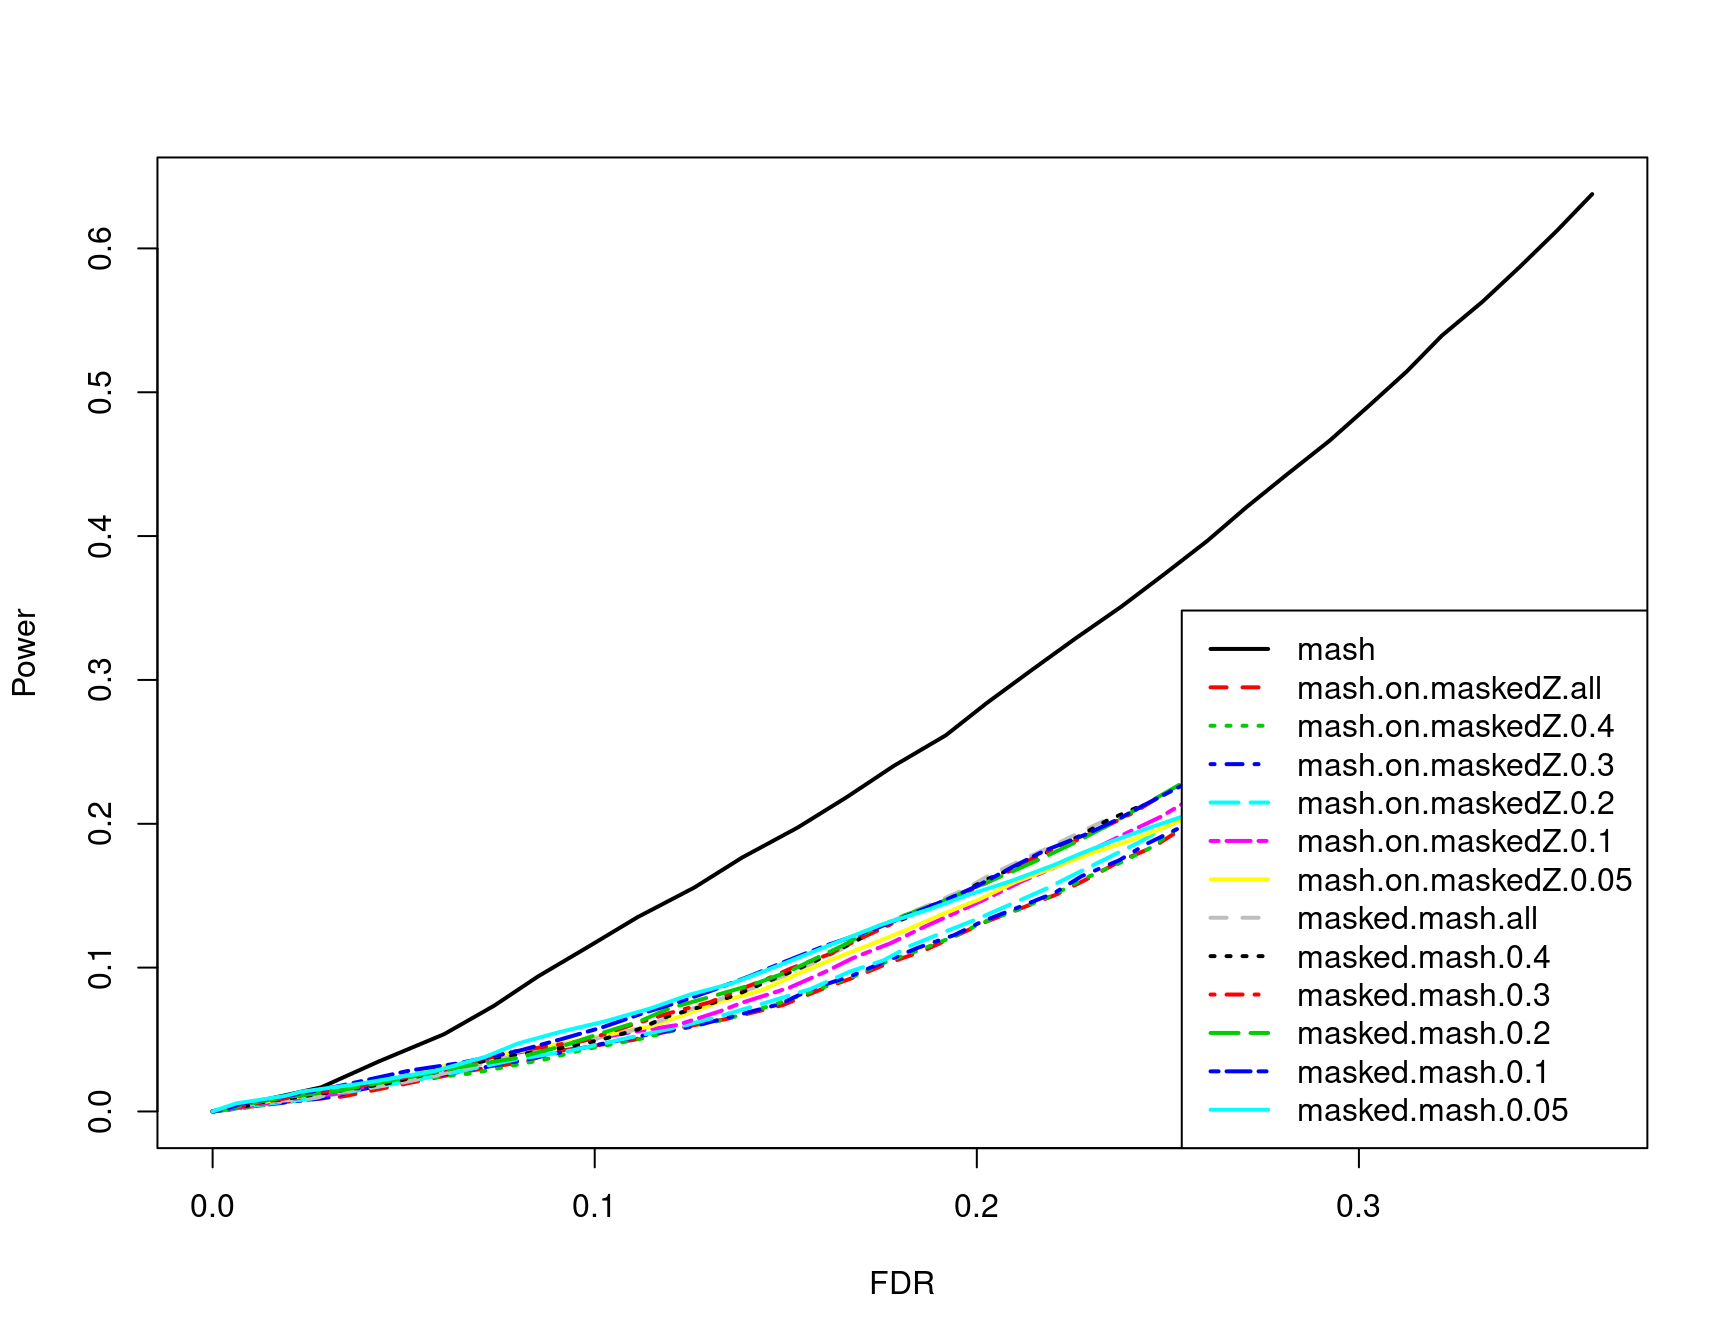 Power
0.6
0.5
0.4
0.3
0.2
0.1
0.0
mash
mash.on.maskedZ.all
mash.on.maskedZ.0.4
mash.on.maskedZ.0.3
mash.on.maskedZ.0.2
mash.on.maskedZ.0.1
mash.on.maskedZ.0.05
masked.mash.all
masked.mash.0.4
masked.mash.0.3
masked.mash.0.2
masked.mash.0.1
masked.mash.0.05
0.0 0.1 0.2 0.3
FDR